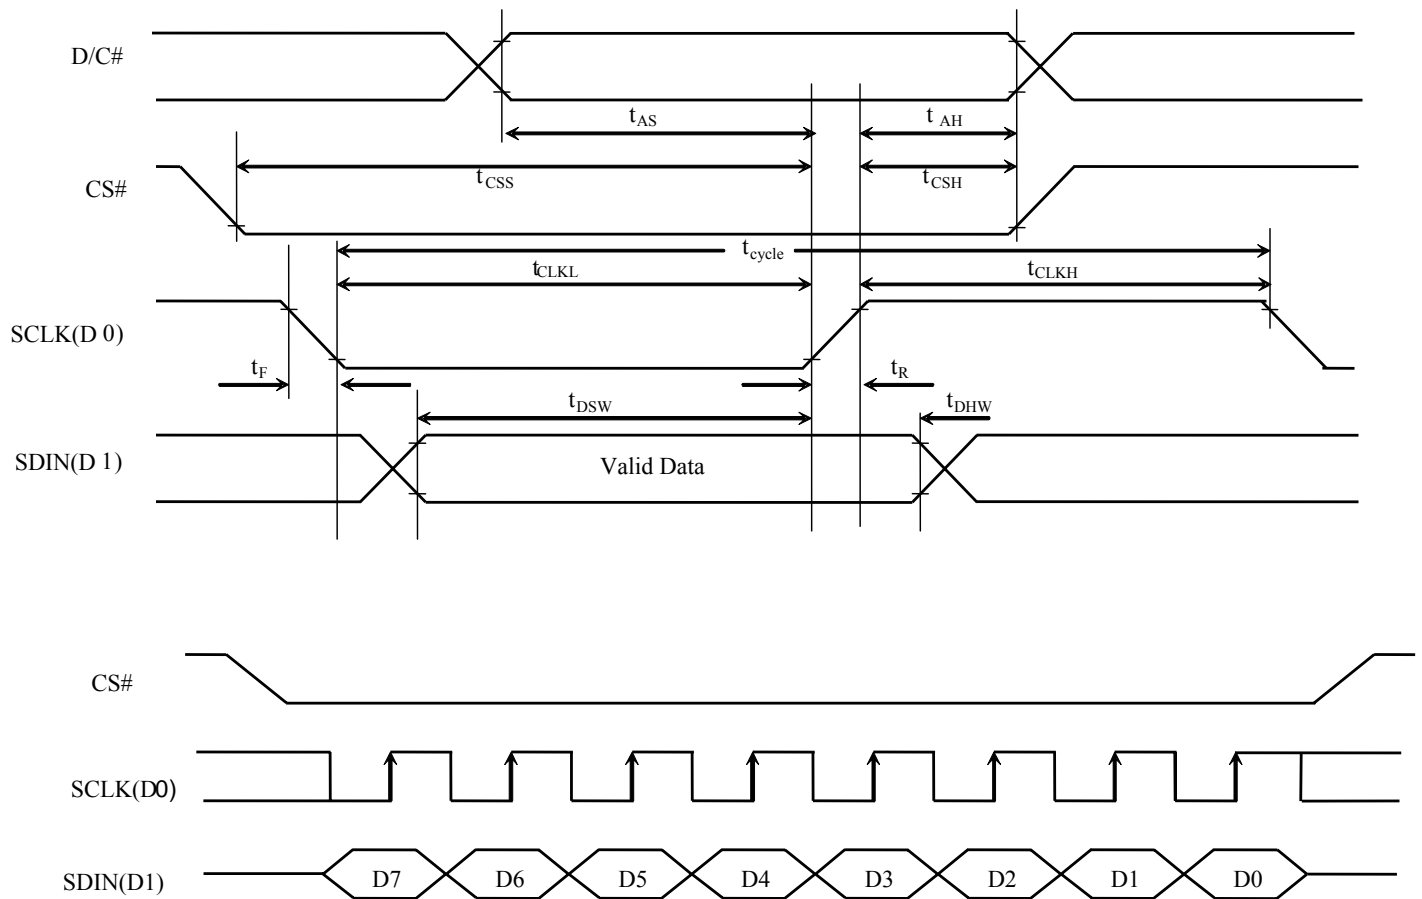 D/C#
tAS
t AH
CS#
tCSS
tCSH
tcycle
tCLKL
tCLKH
SCLK(D 0)
tF
tR
tDSW
tDHW
SDIN(D 1)
Valid Data
CS#
SCLK(D0)
SDIN(D1)
D7 D6 D5 D4 D3 D2 D1 D0